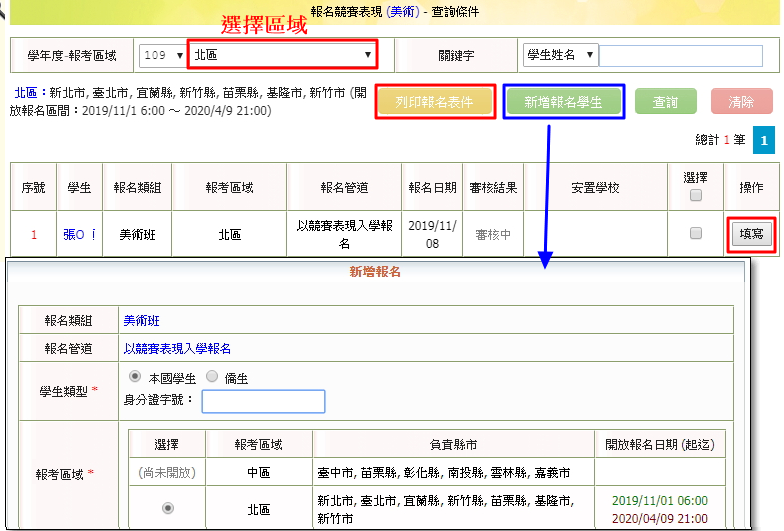 報名競賽表現 (美術) - 查詢條件
選擇區域
學年度-報考區域 109 北區 關鍵字 學生姓名
北區：新北市, 臺北市, 宜蘭縣, 新竹縣, 苗栗縣, 基隆市, 新竹市 (開
放報名區間：2019/11/1 6:00 ～ 2020/4/9 21:00)
列印報名表件 新增報名學生 查詢 清除
總計 1 筆 1
序號 學生 報名類組 報考區域 報名管道 報名日期 審核結果 安置學校 選擇 操作
1 張O 美術班 北區 以競賽表現入學報名 2019/11/08 審核中 填寫
新增報名
報名類組 美術班
報名管道 以競賽表現入學報名
學生類型 * 本國學生 僑生
身分證字號：
報考區域 *
選擇 報考區域 負責縣市 開放報名日期 (起迄)
(尚未開放) 中區 臺中市, 苗栗縣, 彰化縣, 南投縣, 雲林縣, 嘉義市
北區 新北市, 臺北市, 宜蘭縣, 新竹縣, 苗栗縣, 基隆市, 2019/11/01 06:00
新竹市 2020/04/09 21:00